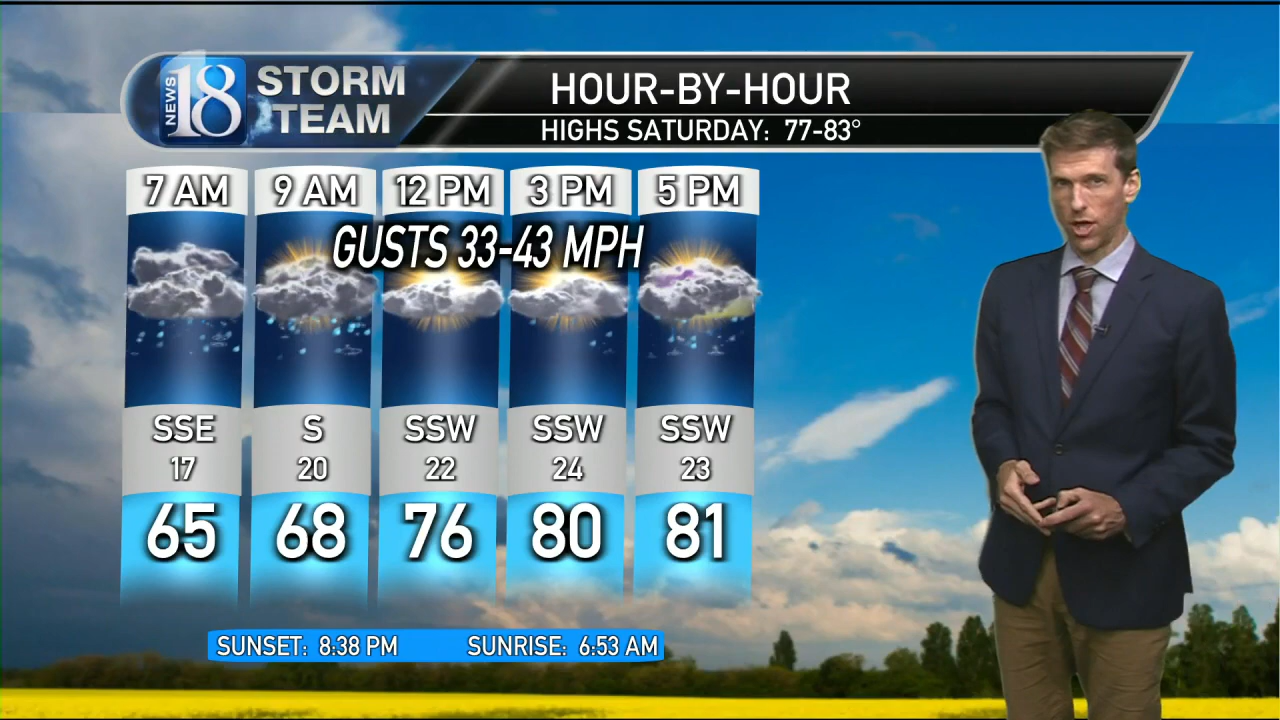 NEWS 18
STORM
TEAM
HOUR-BY-HOUR
HIGHS SATURDAY: 77-83°
7 AM 9 AM 12 PM 3 PM 5 PM
GUSTS 33-43 MPH
SSE S SSW SSW SSW
17 20 22 24 23
65 68 76 80 81
SUNSET: 8:38 PM SUNRISE: 6:53 AM